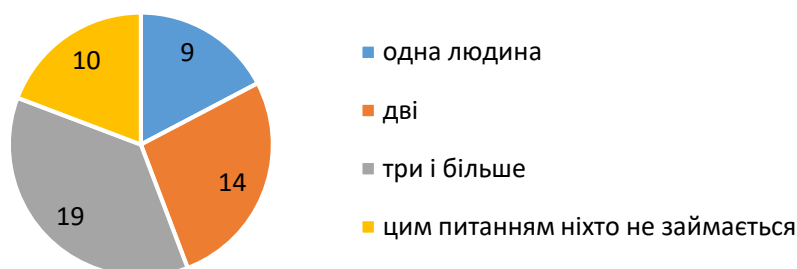 9
14
19
10
одна людина
дві
три і більше
цим питанням ніхто не займається